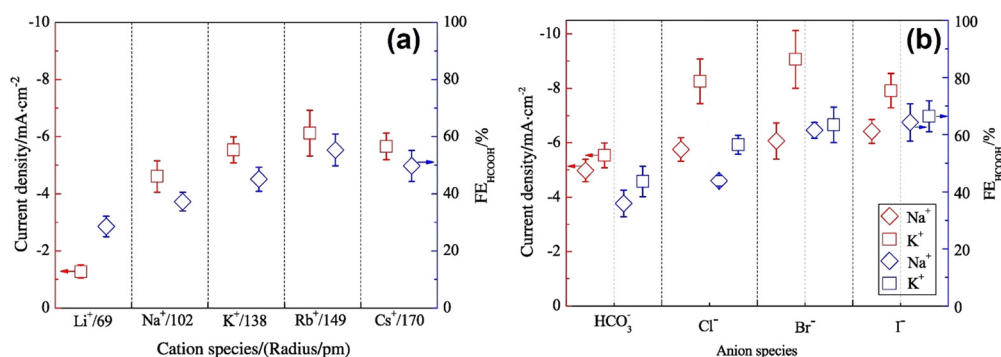 (a)
Current density/mA·cm⁻²
-10
-8
-6
-4
-2
0
100
80
60
40
20
0
FE_HCOOH/%
Li⁺/69 Na⁺/102 K⁺/138 Rb⁺/149 Cs⁺/170
Cation species/(Radius/pm)
(b)
Current density/mA·cm⁻²
-10
-8
-6
-4
-2
0
100
80
60
40
20
0
FE_HCOOH/%
Na⁺
K⁺
Na⁺
K⁺
HCO₃⁻ Cl⁻ Br⁻ I⁻
Anion species